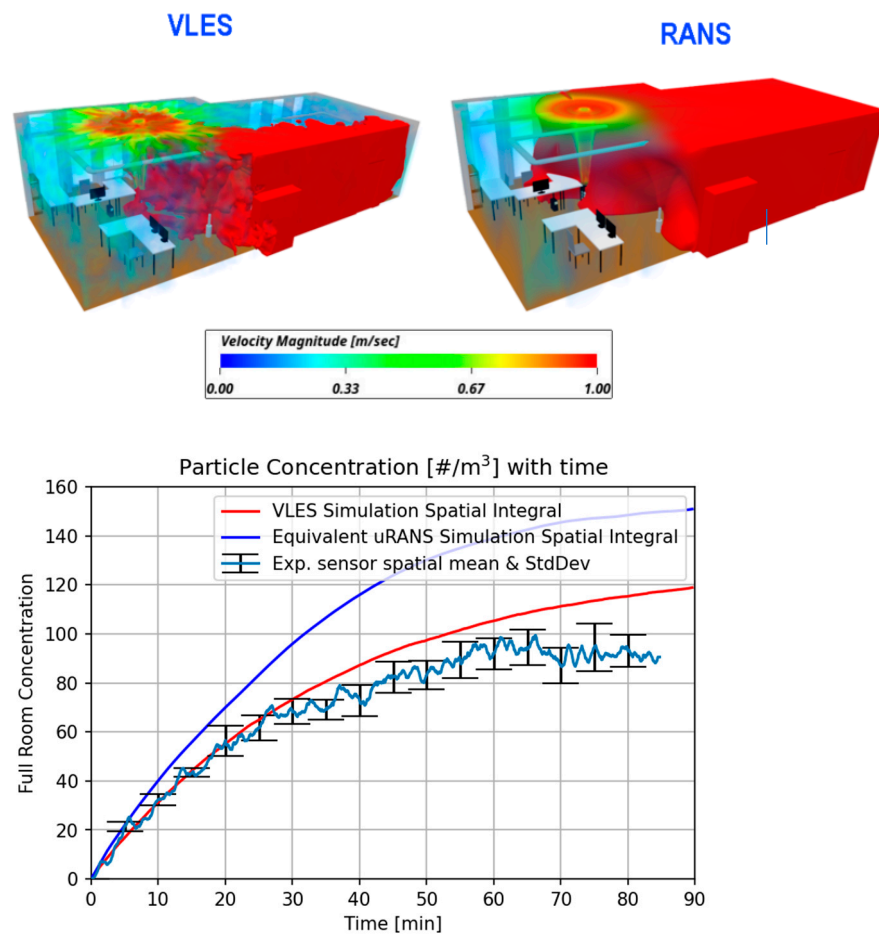 VLES
RANS
Velocity Magnitude [m/sec]
0.00 0.33 0.67 1.00
Particle Concentration [#/m³] with time
160
140
120
100
80
60
40
20
0
Full Room Concentration
VLES Simulation Spatial Integral
Equivalent uRANS Simulation Spatial Integral
Exp. sensor spatial mean & StdDev
0 10 20 30 40 50 60 70 80 90
Time [min]